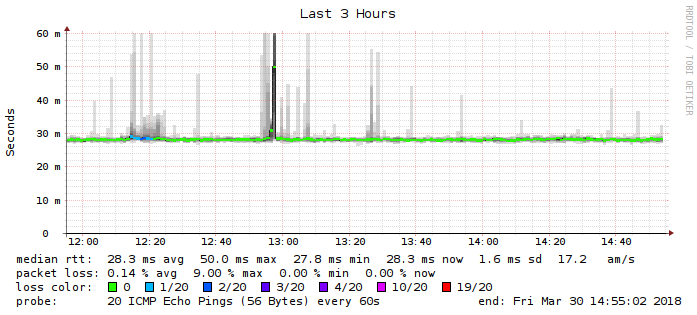 Last 3 Hours
RRDTOOL / TOBI OETIKER
Seconds
60 m
50 m
40 m
30 m
20 m
10 m
0
12:00 12:20 12:40 13:00 13:20 13:40 14:00 14:20 14:40
median rtt: 28.3 ms avg 50.0 ms max 27.8 ms min 28.3 ms now 1.6 ms sd 17.2 am/s
packet loss: 0.14 % avg 9.00 % max 0.00 % min 0.00 % now
loss color: 0 1/20 2/20 3/20 4/20 10/20 19/20
probe: 20 ICMP Echo Pings (56 Bytes) every 60s end: Fri Mar 30 14:55:02 2018